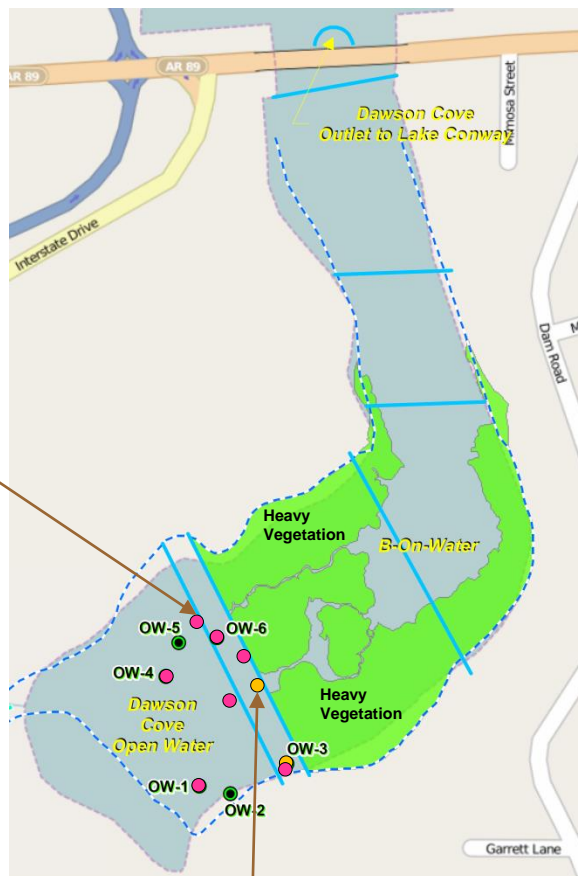 AR 89
AR 89
Mimosa Street
Dawson Cove
Outlet to Lake Conway
Interstate Drive
Dam Road
M
Heavy
Vegetation
B-On-Water
OW-6
OW-5
OW-4
Heavy
Vegetation
Dawson
Cove
Open Water
OW-3
OW-1
OW-2
Garrett Lane